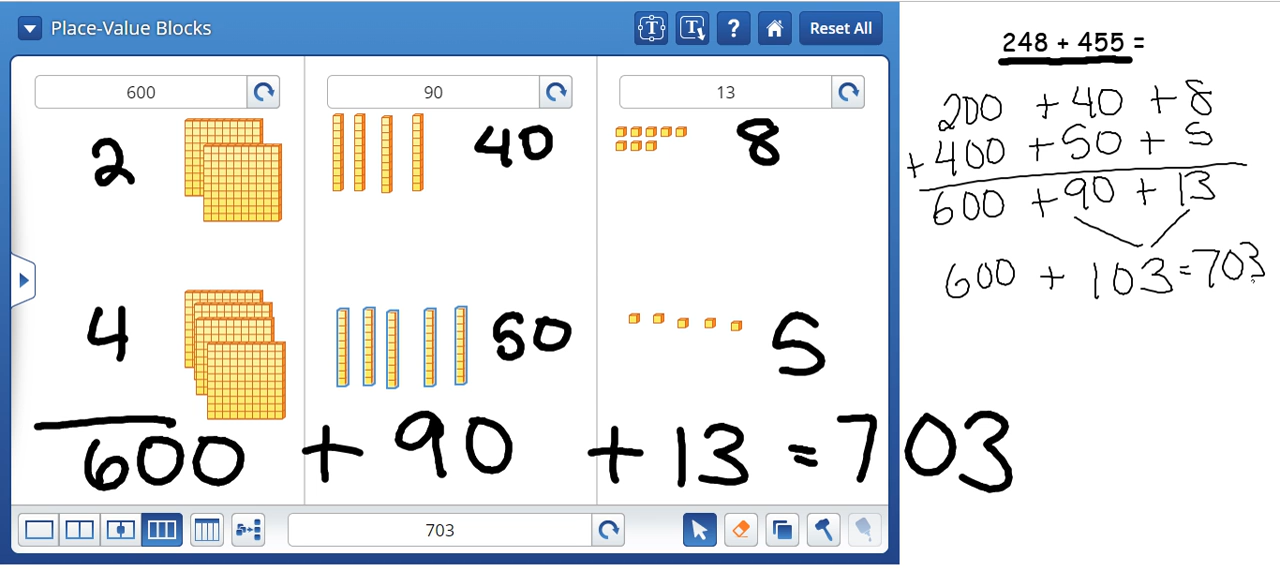 Place-Value Blocks
T T ? Reset All
600 90 13
2 40 8
4 50 5
600 + 90 + 13 = 703
703
248 + 455 =
200 + 40 + 8
+ 400 + 50 + 5
600 + 90 + 13
600 + 103 = 703